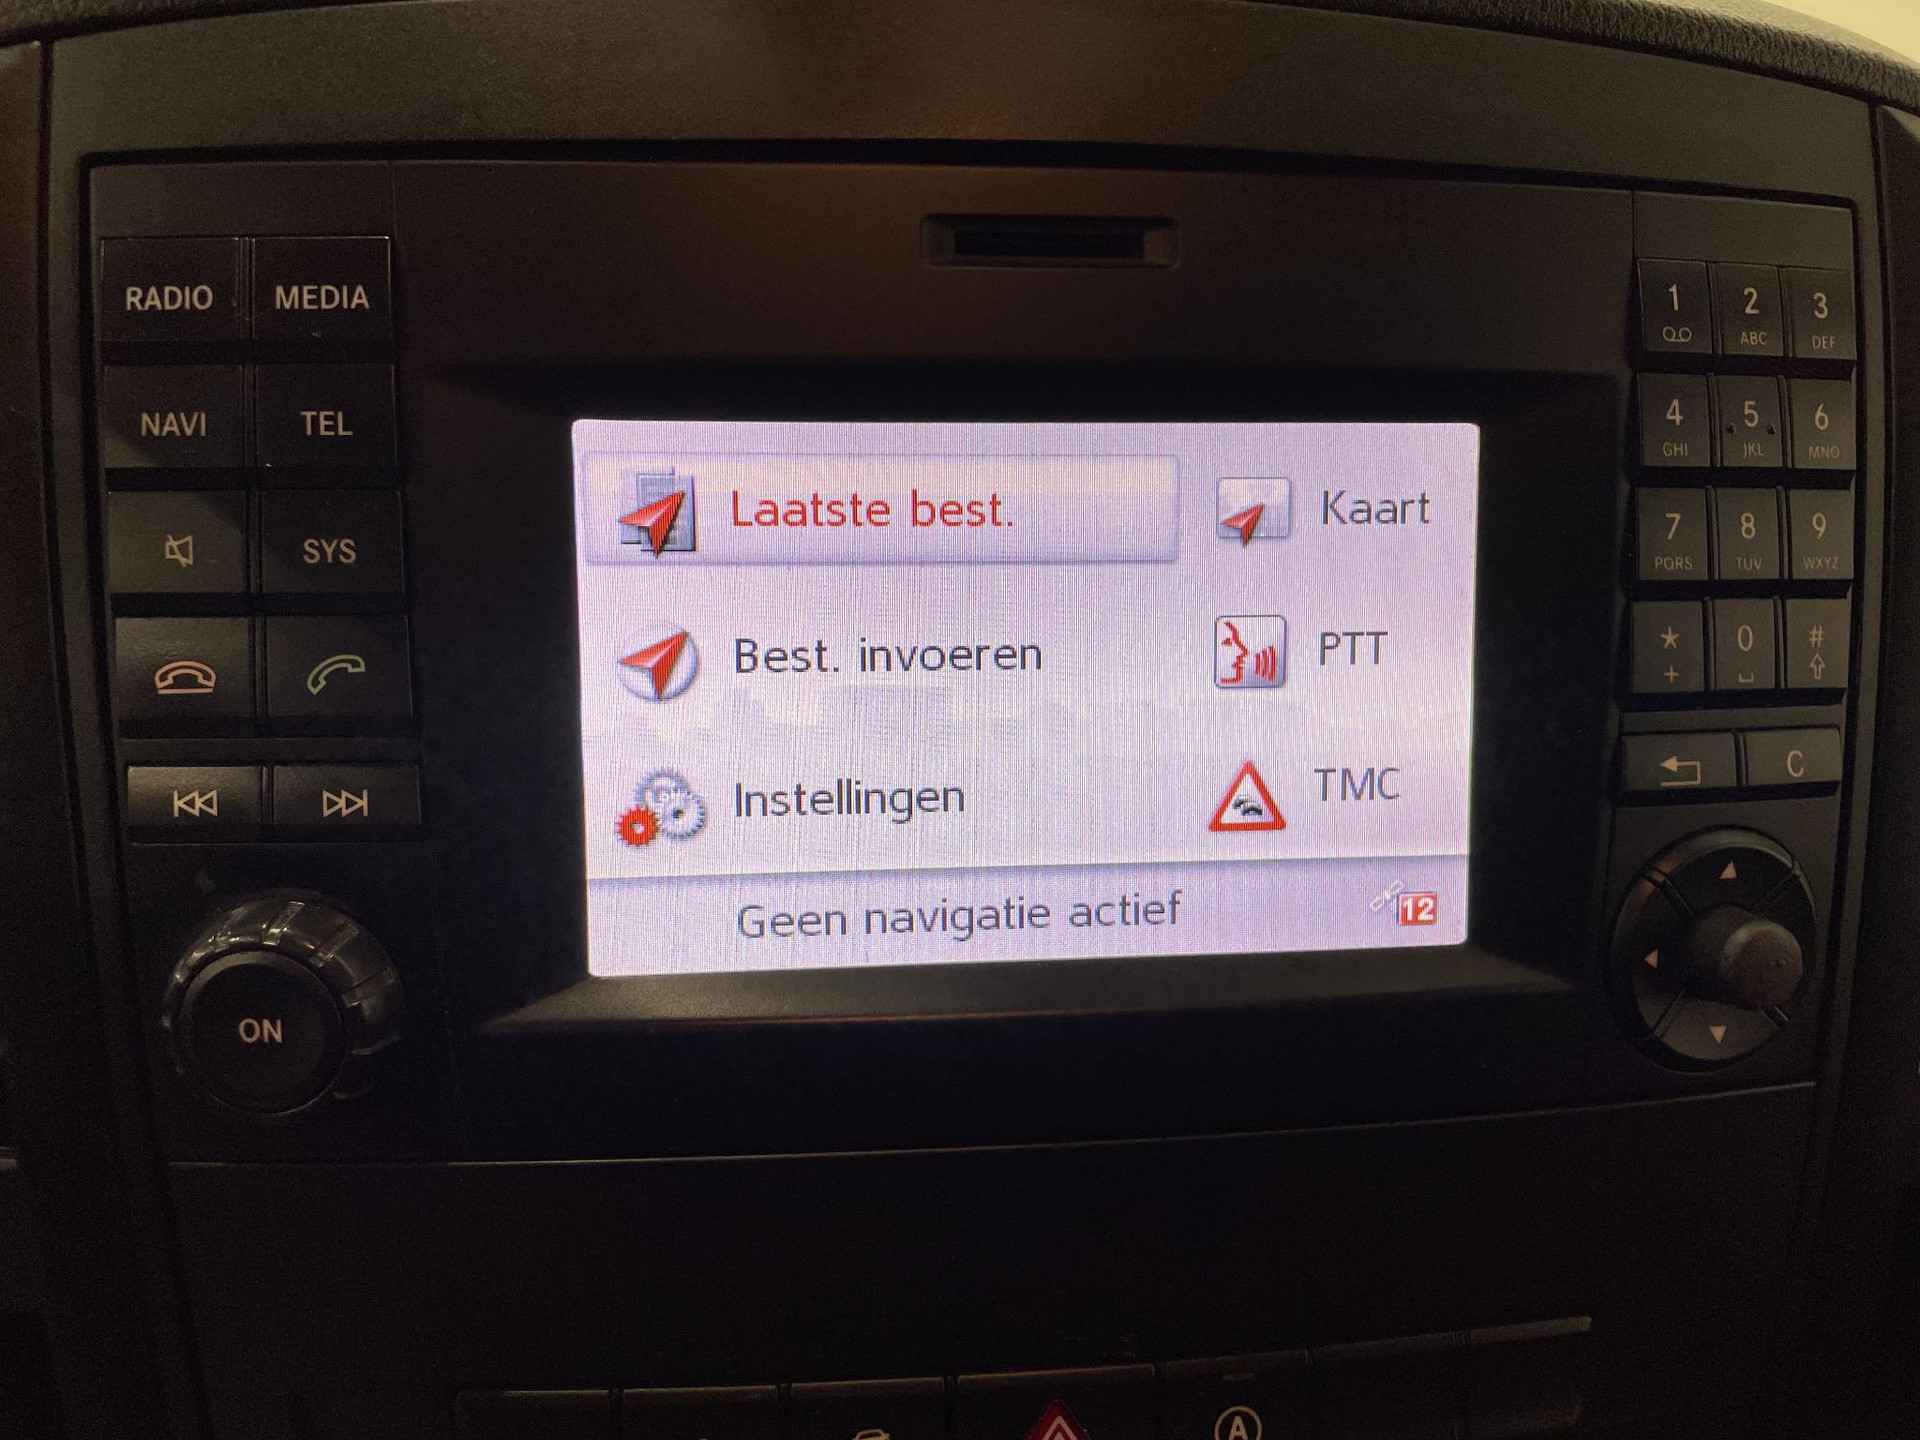 RADIO MEDIA
NAVI TEL
SYS
ON
Laatste best.
Kaart
Best. invoeren
PTT
Instellingen
TMC
Geen navigatie actief
12
1 2 3
ABC DEF
4 5 6
GHI JKL MNO
7 8 9
PQRS TUV WXYZ
* 0 #
+
C
A